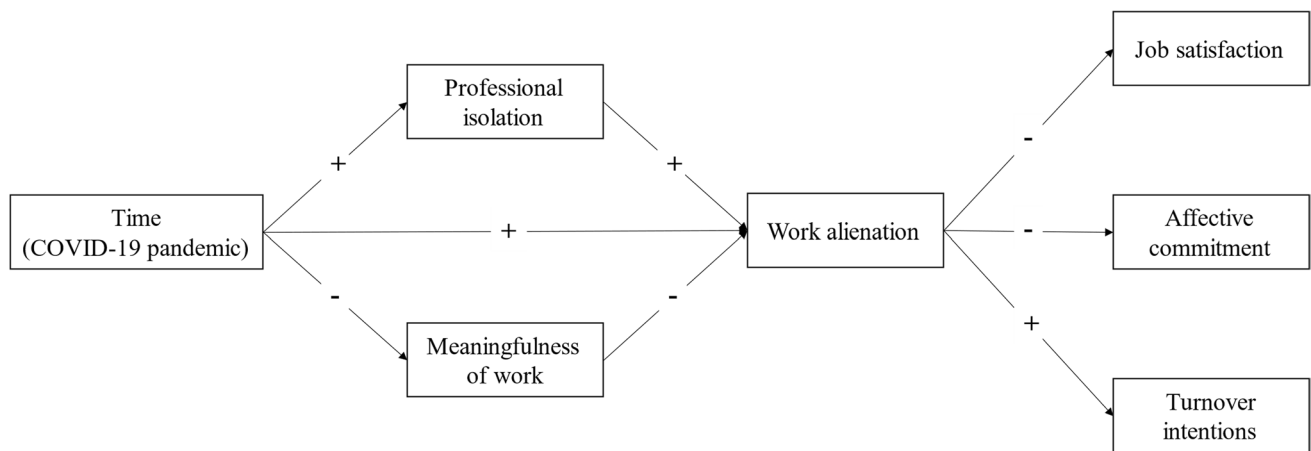 Job satisfaction
Professional
isolation
+
+
-
Time
(COVID-19 pandemic)
+
Work alienation
-
Affective
commitment
-
-
+
Meaningfulness
of work
Turnover
intentions